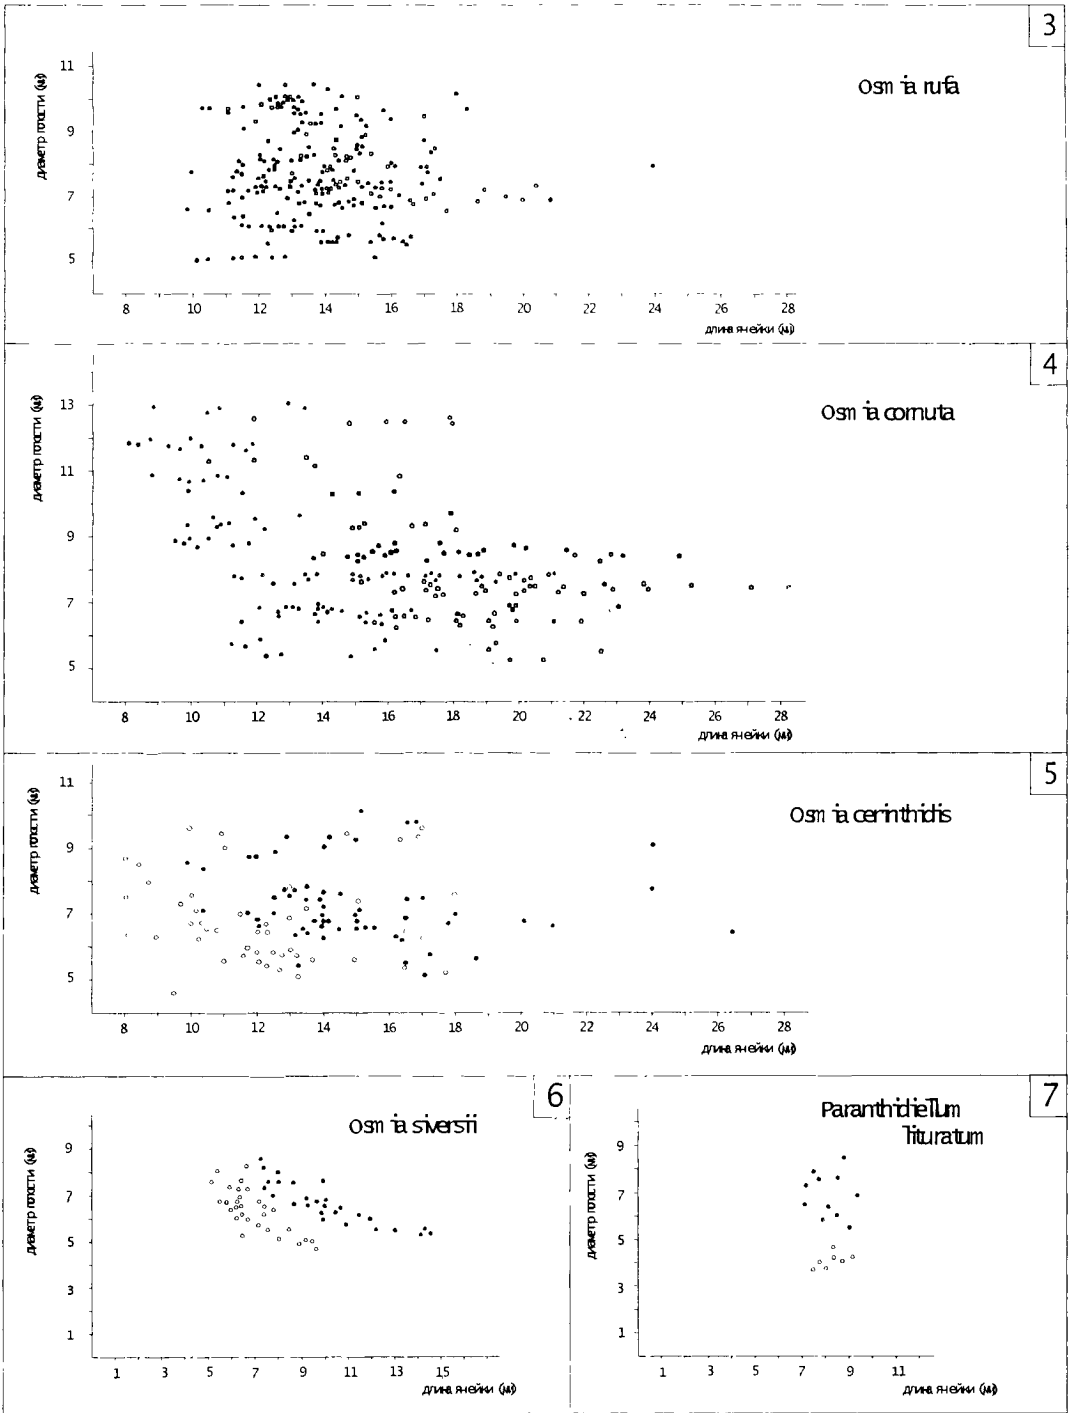 3
Osmia rufa
диаметр полости (мм)
11
9
7
5
8 10 12 14 16 18 20 22 24 26 28
длина ячейки (мм)
4
Osmia cornuta
диаметр полости (мм)
13
11
9
7
5
8 10 12 14 16 18 20 22 24 26 28
длина ячейки (мм)
5
Osmia cerinthidis
диаметр полости (мм)
11
9
7
5
8 10 12 14 16 18 20 22 24 26 28
длина ячейки (мм)
6
Osmia siversii
диаметр полости (мм)
9
7
5
3
1
1 3 5 7 9 11 13 15
длина ячейки (мм)
7
Paranthidiellum
lituratum
диаметр полости (мм)
9
7
5
3
1
1 3 5 7 9 11
длина ячейки (мм)